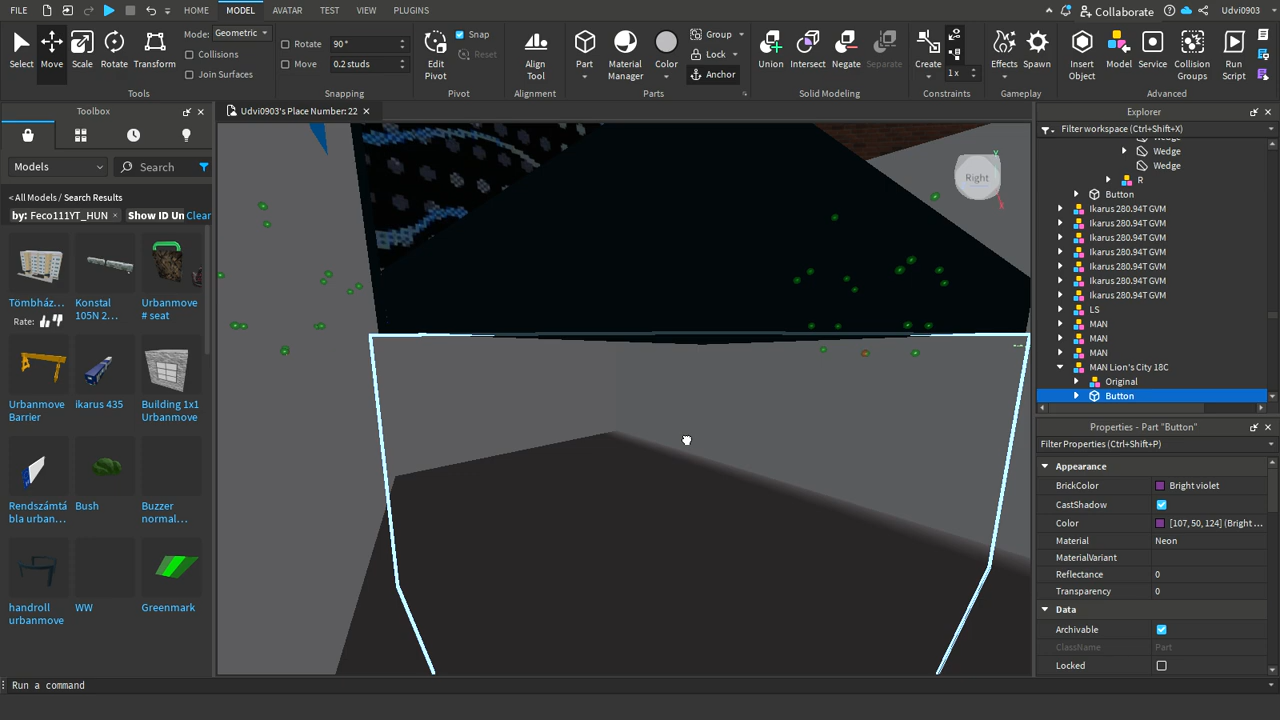 FILE HOME MODEL AVATAR TEST VIEW PLUGINS Collaborate Udvi0903
Select Move Scale Rotate Transform
Mode: Geometric
Collisions
Join Surfaces
Tools
Rotate 90°
Move 0.2 studs
Snapping
Edit Pivot
Snap
Reset
Pivot
Align Tool
Alignment
Part Material Manager Color
Group
Lock
Anchor
Parts
Union Intersect Negate Separate
Solid Modeling
Create
1 x
Constraints
Effects Spawn
Gameplay
Insert Object Model Service Collision Groups Run Script
Advanced
Toolbox
Models Search
< All Models / Search Results
by: Feco111YT_HUN Show ID Un Clear
Tömbház... Konstal 105N 2... Urbanmove # seat
Rate:
Urbanmove Barrier ikarus 435 Building 1x1 Urbanmove
Rendszámtá bla urban... Bush Buzzer normal...
handroll urbanmove WW Greenmark
Udvi0903's Place Number: 22
Right
Y
Explorer
Filter workspace (Ctrl+Shift+X)
Wedge
Wedge
Wedge
R
Button
Ikarus 280.94T GVM
Ikarus 280.94T GVM
Ikarus 280.94T GVM
Ikarus 280.94T GVM
Ikarus 280.94T GVM
Ikarus 280.94T GVM
Ikarus 280.94T GVM
LS
MAN
MAN
MAN
MAN Lion's City 18C
Original
Button
Properties - Part "Button"
Filter Properties (Ctrl+Shift+P)
Appearance
BrickColor Bright violet
CastShadow
Color [107, 50, 124] (Bright ...
Material Neon
MaterialVariant
Reflectance 0
Transparency 0
Data
Archivable
ClassName Part
Locked
Run a command